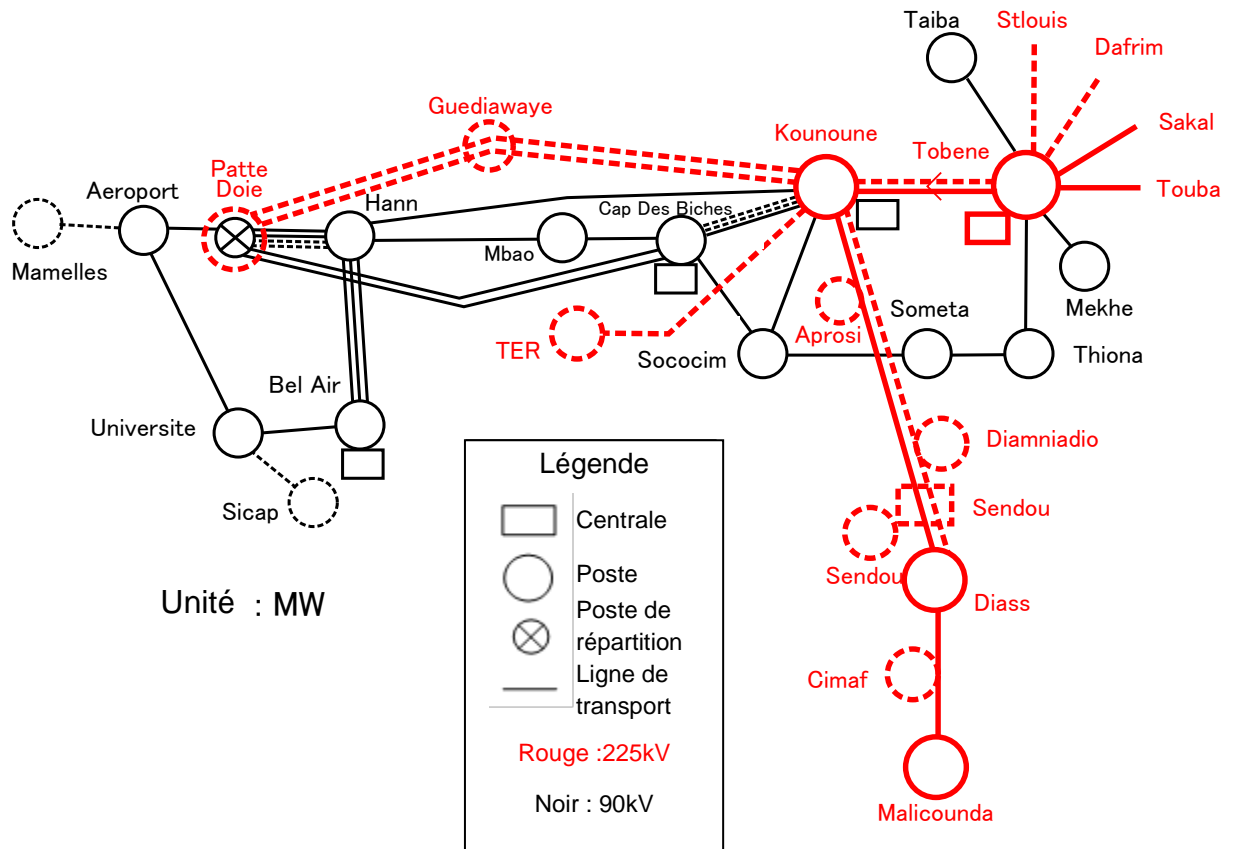 Taiba
Stlouis
Dafrim
Guediawaye
Kounoune
Tobene
Sakal
Touba
Patte
Doie
Aeroport
Hann
Cap Des Biches
Mamelles
Mbao
Mekhe
TER
Aprosi
Someta
Sococim
Thiona
Bel Air
Universite
Diamniadio
Sicap
Sendou
Sendou
Diass
Cimaf
Malicounda
Unité : MW
Légende
Centrale
Poste
Poste de
répartition
Ligne de
transport
Rouge :225kV
Noir : 90kV